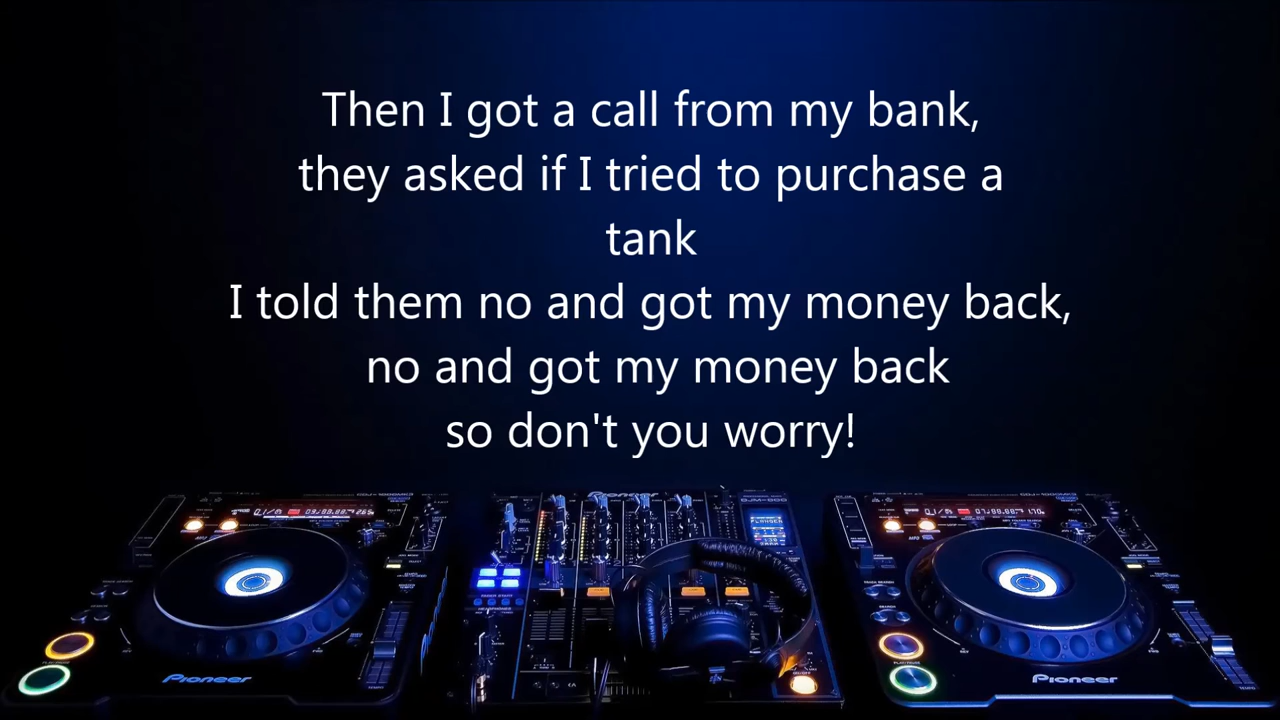 Then I got a call from my bank,
they asked if I tried to purchase a
tank
I told them no and got my money back,
no and got my money back
so don't you worry!
Pioneer
Pioneer
Pioneer